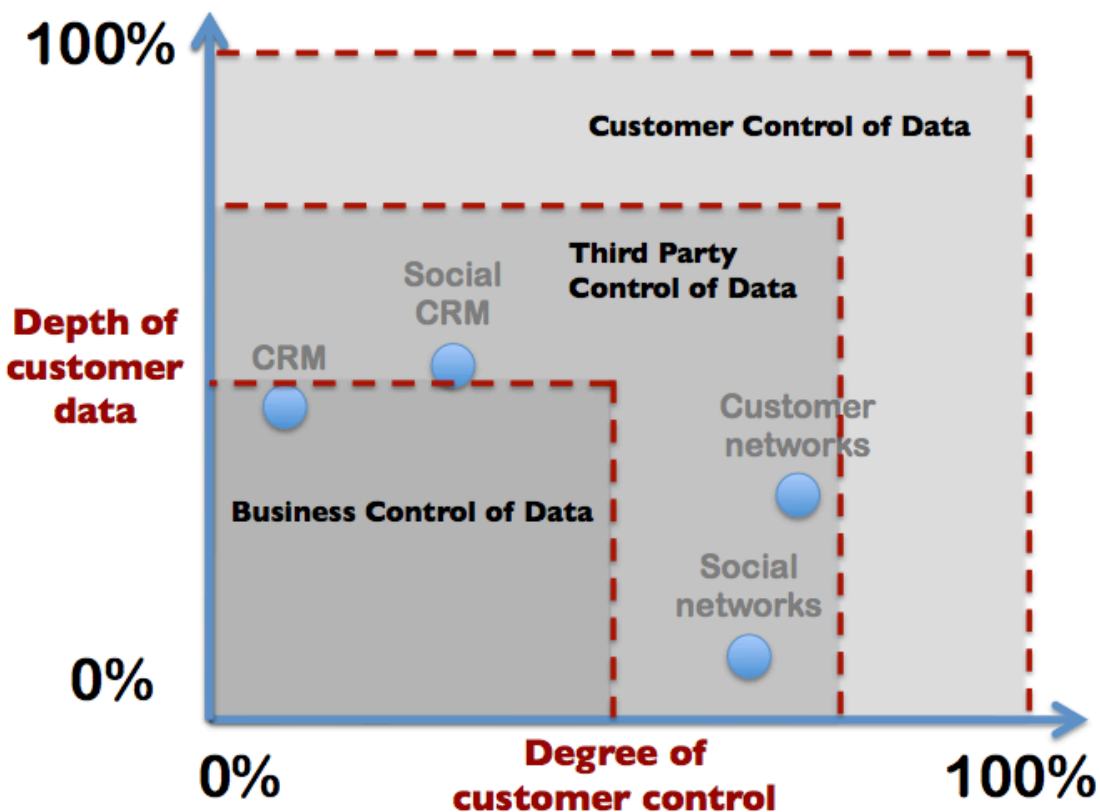 100%
Customer Control of Data
Third Party
Control of Data
Social
CRM
Depth of
customer
data
CRM
Customer
networks
Business Control of Data
Social
networks
0%
0%
Degree of
customer control
100%